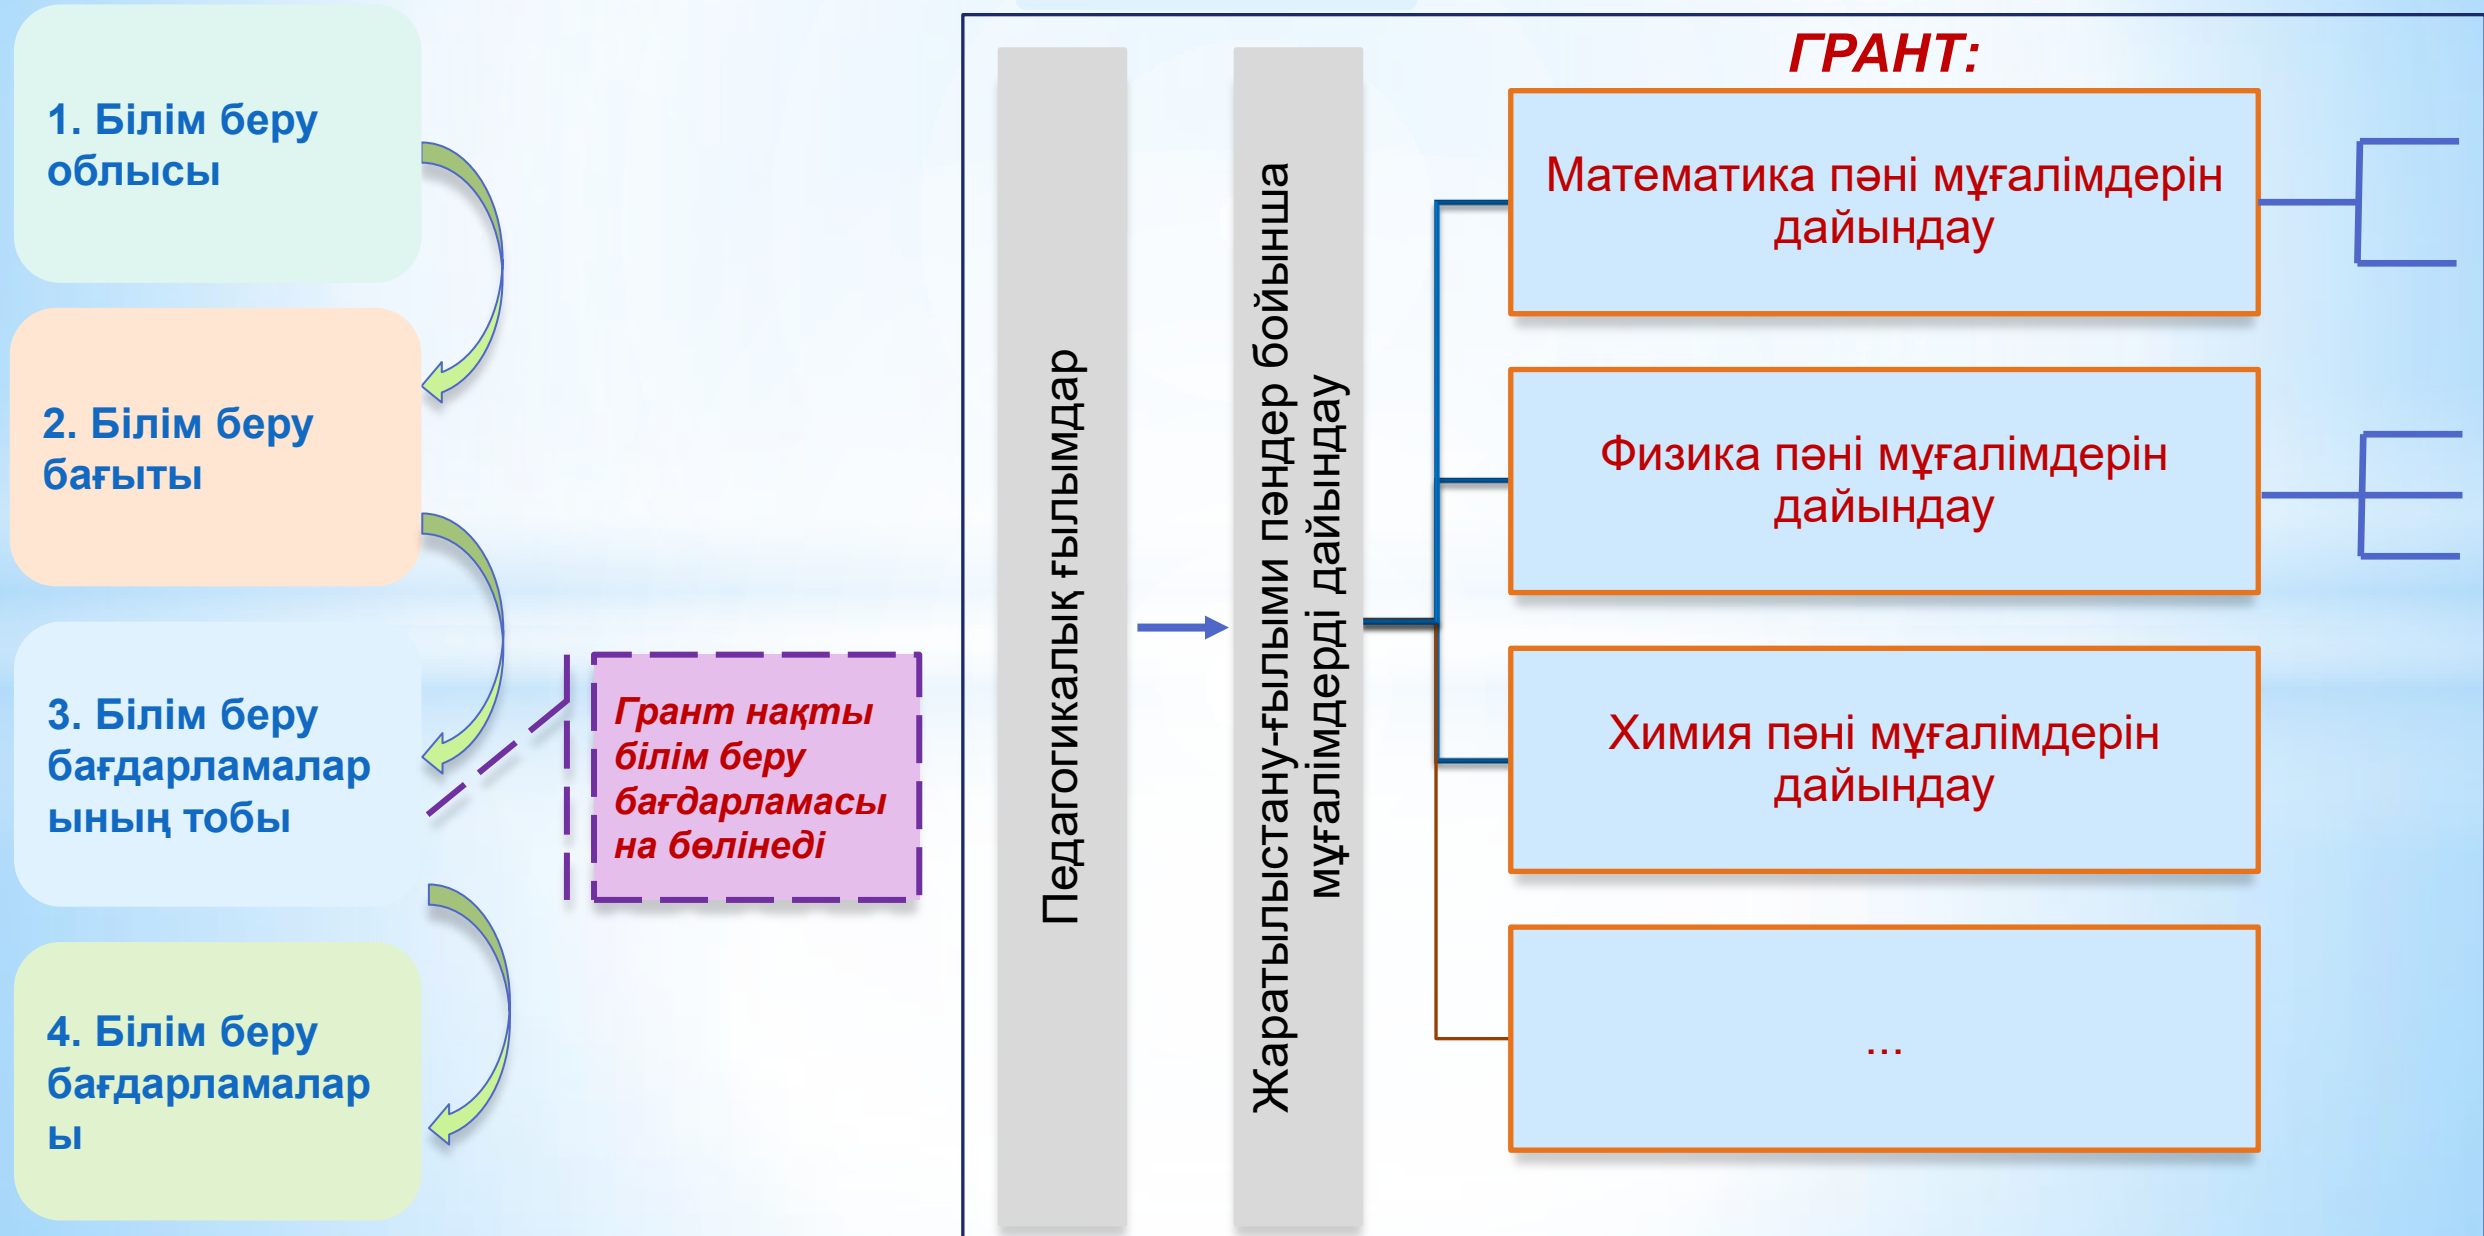 1. Білім беру
облысы
2. Білім беру
бағыты
3. Білім беру
бағдарламалар
ының тобы
4. Білім беру
бағдарламалар
ы
Грант нақты
білім беру
бағдарламасы
на бөлінеді
Педагогикалық ғылымдар
Жаратылыстану-ғылыми пәндер бойынша
мұғалімдерді дайындау
ГРАНТ:
Математика пәні мұғалімдерін
дайындау
Физика пәні мұғалімдерін
дайындау
Химия пәні мұғалімдерін
дайындау
...